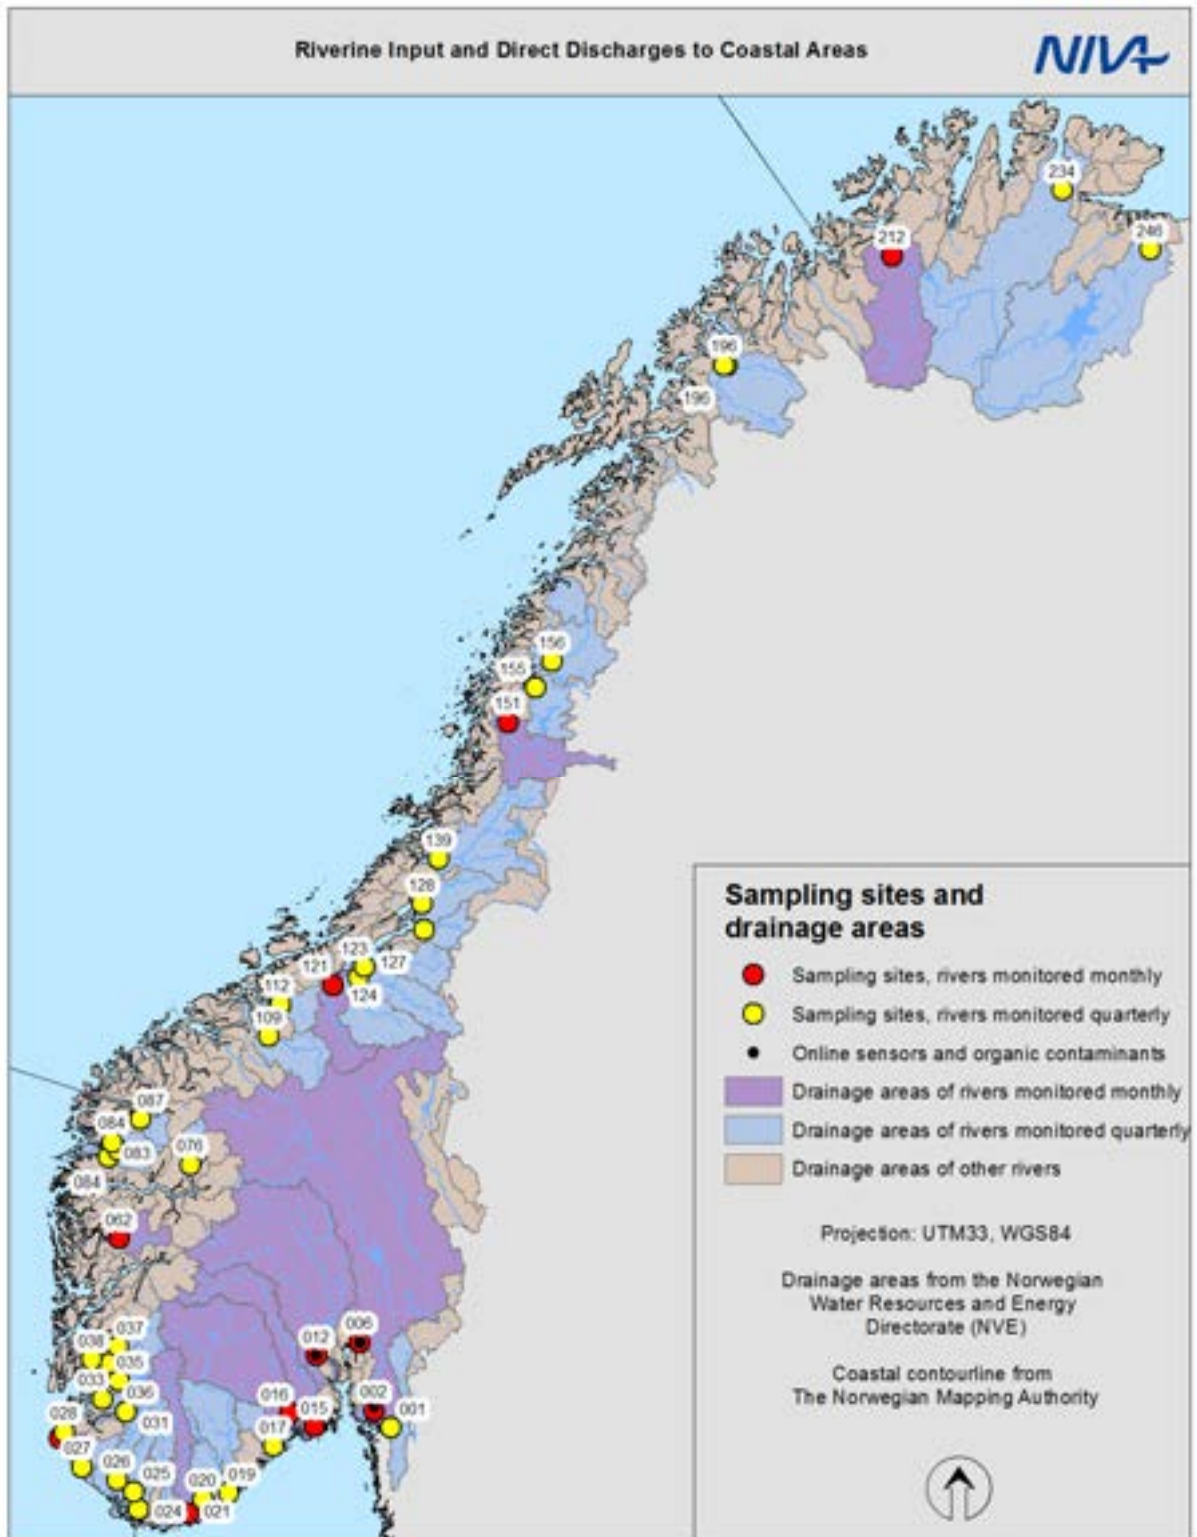 Riverine Input and Direct Discharges to Coastal Areas
NIVA
234
246
212
196
196
156
155
151
139
128
123
127
121
124
112
109
087
084
083
076
084
062
037
038
035
033
036
031
028
027
026
025
024
012
006
016
015
002
001
017
020
019
021
Sampling sites and
drainage areas
Sampling sites, rivers monitored monthly
Sampling sites, rivers monitored quarterly
Online sensors and organic contaminants
Drainage areas of rivers monitored monthly
Drainage areas of rivers monitored quarterly
Drainage areas of other rivers
Projection: UTM33, WGS84
Drainage areas from the Norwegian
Water Resources and Energy
Directorate (NVE)
Coastal contourline from
The Norwegian Mapping Authority